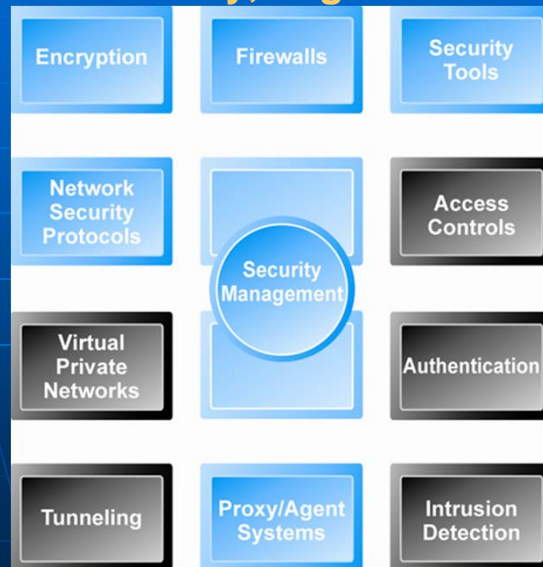 Encryption
Firewalls
Security
Tools
Network
Security
Protocols
Access
Controls
Security
Management
Virtual
Private
Networks
Authentication
Tunneling
Proxy/Agent
Systems
Intrusion
Detection